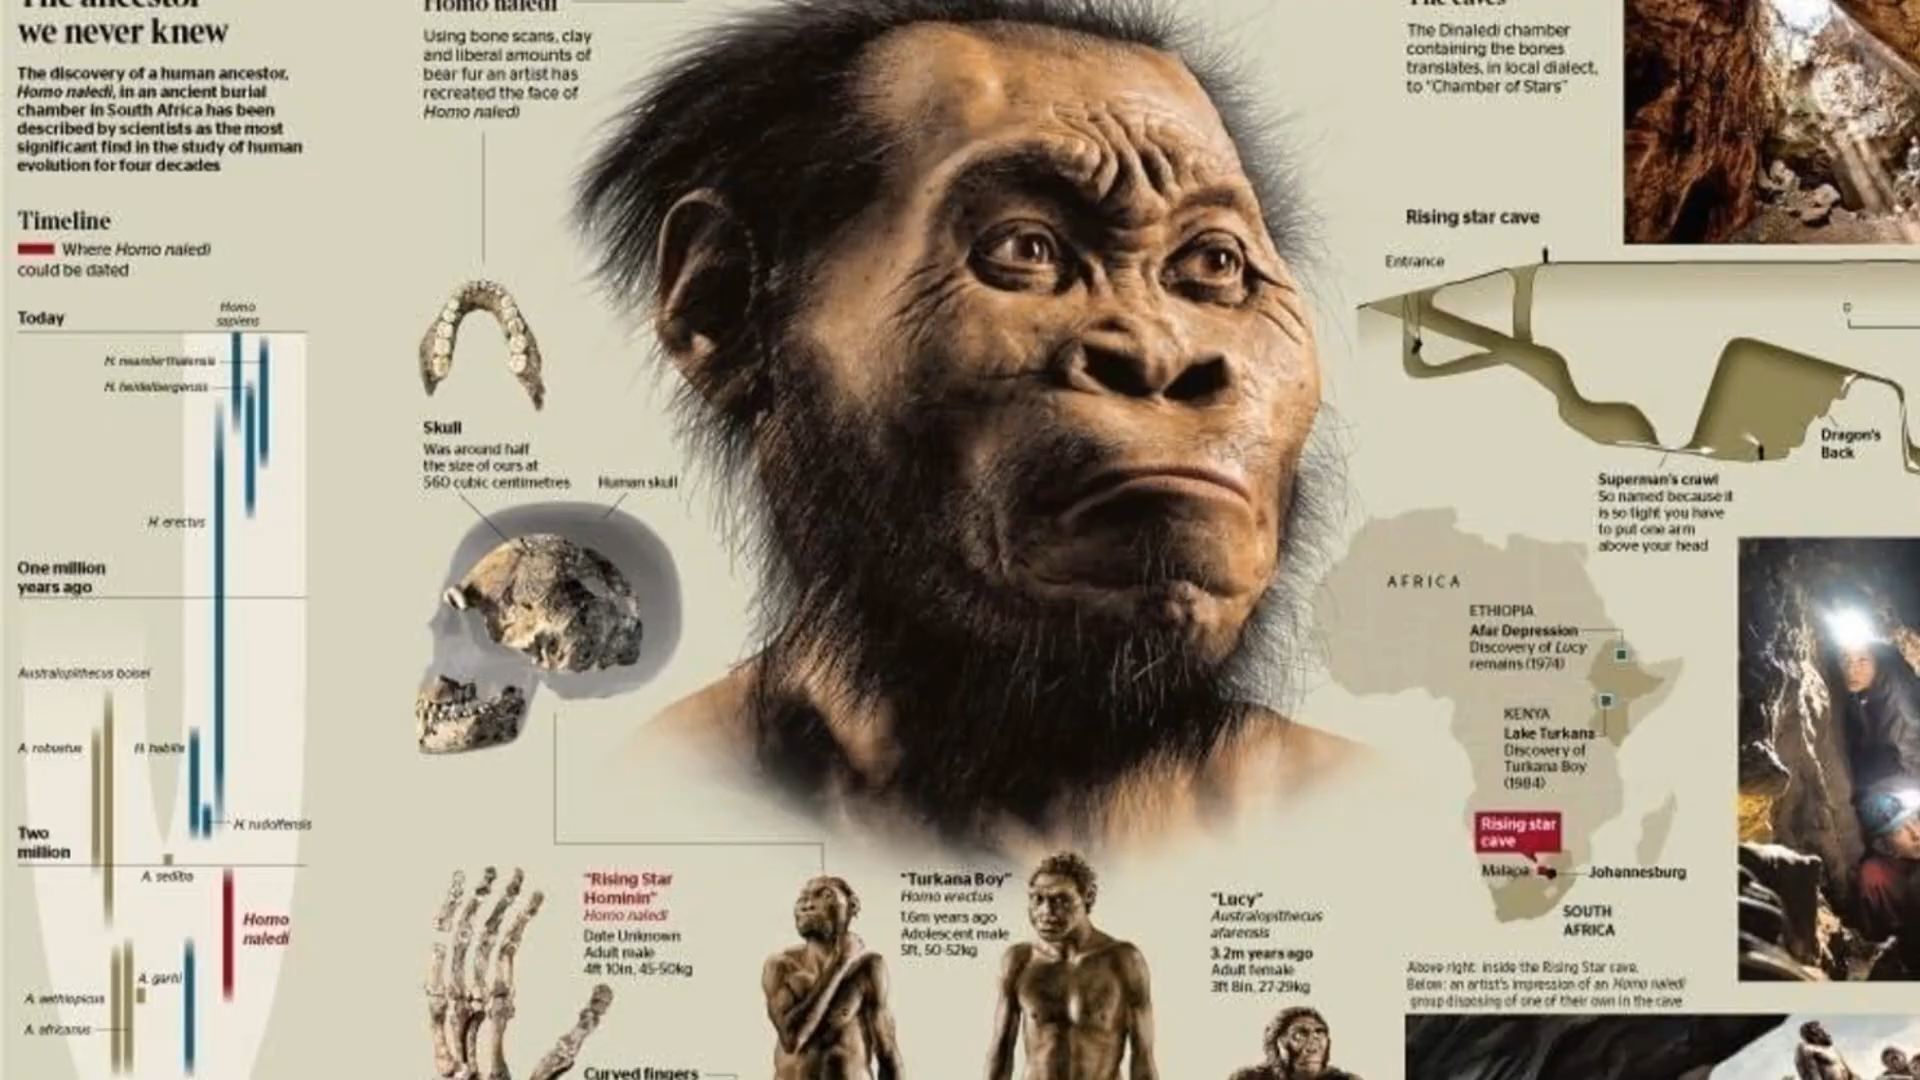 The ancestor
we never knew
The discovery of a human ancestor,
Homo naledi, in an ancient burial
chamber in South Africa has been
described by scientists as the most
significant find in the study of human
evolution for four decades
Timeline
Where Homo naledi
could be dated
Today
Homo
sapiens
H. neanderthalensis
H. heidelbergensis
H. erectus
One million
years ago
Australopithecus boisei
A. robustus
H. habilis
H. rudolfensis
Two
million
A. sediba
Homo
naledi
A. garhi
A. aethiopicus
A. africanus
Homo naledi
Using bone scans, clay
and liberal amounts of
bear fur an artist has
recreated the face of
Homo naledi
Skull
Was around half
the size of ours at
560 cubic centimetres
Human skull
"Rising Star
Hominin"
Homo naledi
Date Unknown
Adult male
4ft 10in, 45-50kg
Curved fingers
"Turkana Boy"
Homo erectus
1.6m years ago
Adolescent male
5ft, 50-52kg
"Lucy"
Australopithecus
afarensis
3.2m years ago
Adult female
3ft 8in, 27-29kg
The caves
The Dinaledi chamber
containing the bones
translates, in local dialect,
to "Chamber of Stars"
Rising star cave
Entrance
0
Dragon's
Back
Superman's crawl
So named because it
is so tight you have
to put one arm
above your head
AFRICA
ETHIOPIA
Afar Depression
Discovery of Lucy
remains (1974)
KENYA
Lake Turkana
Discovery of
Turkana Boy
(1984)
Rising star
cave
Malapa
Johannesburg
SOUTH
AFRICA
Above right: inside the Rising Star cave.
Below: an artist's impression of an Homo naledi
group disposing of one of their own in the cave